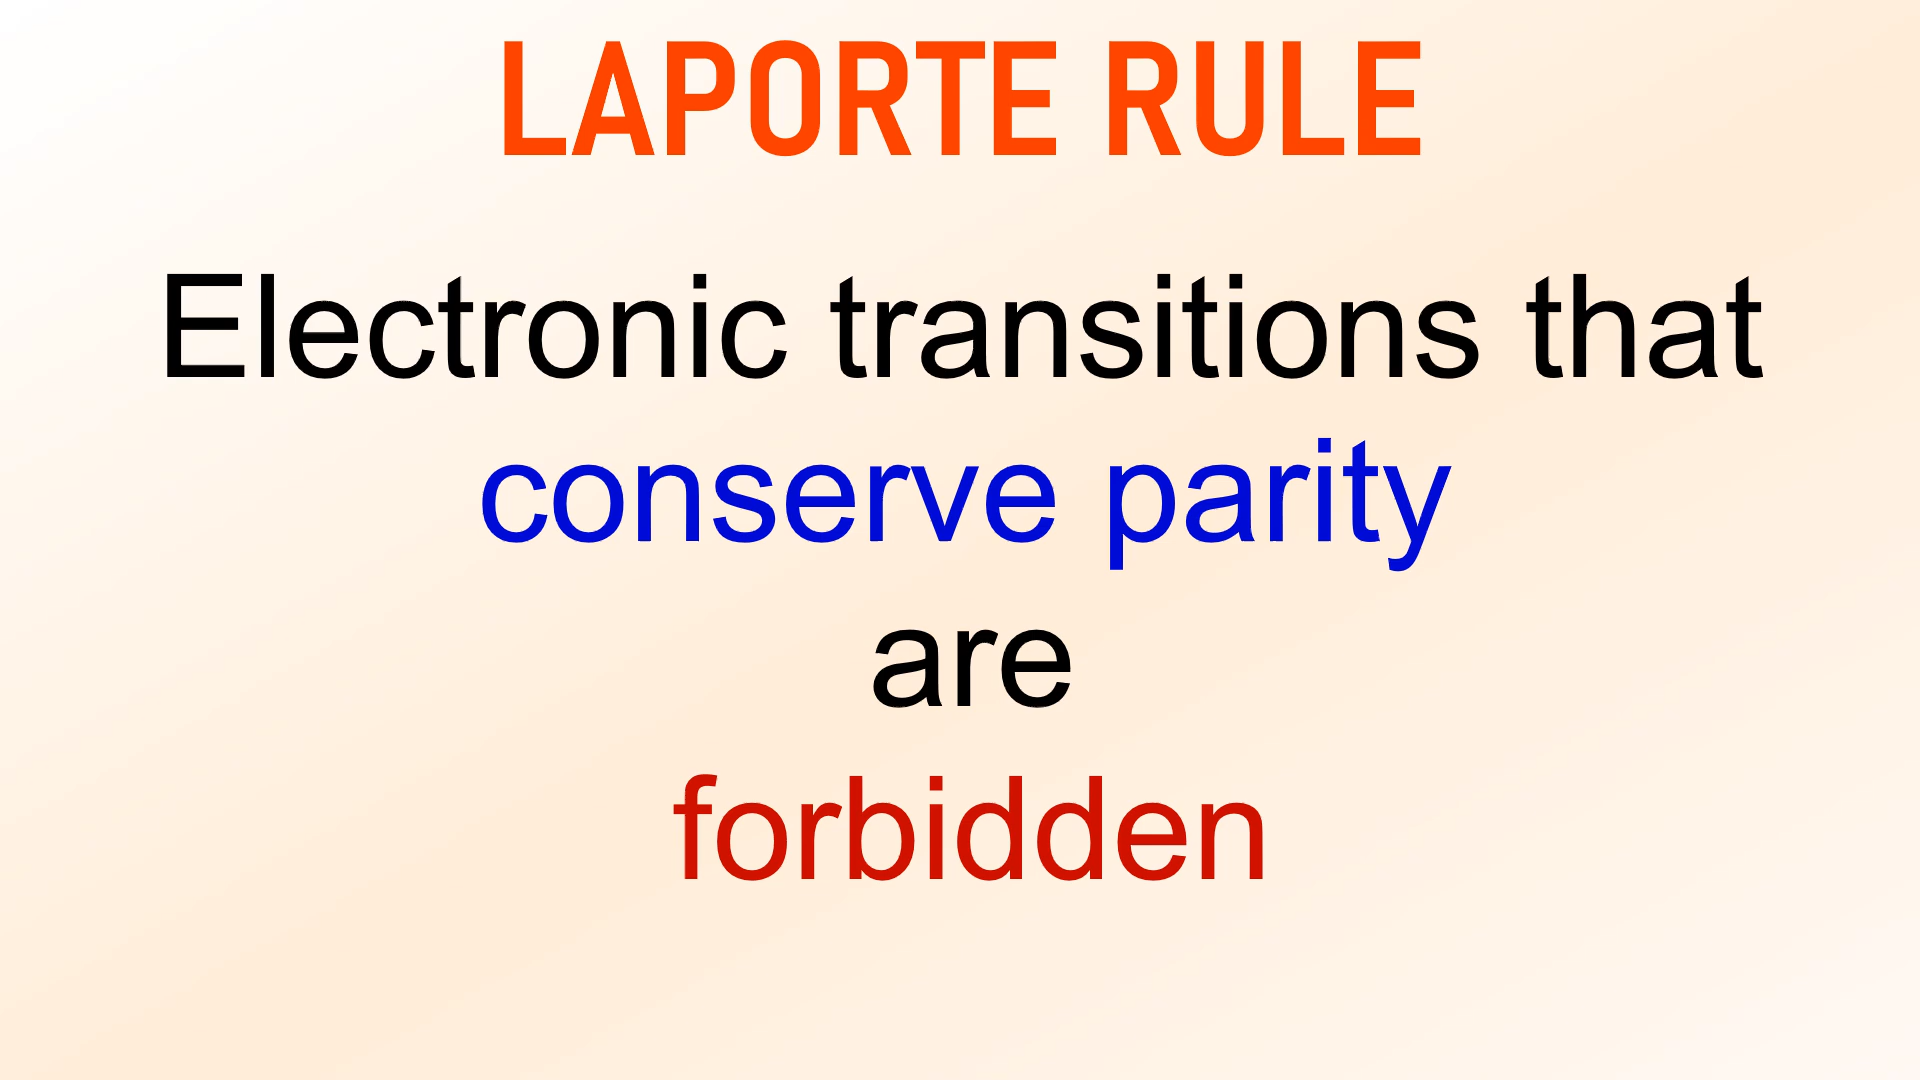 LAPORTE RULE
Electronic transitions that
conserve parity
are
forbidden